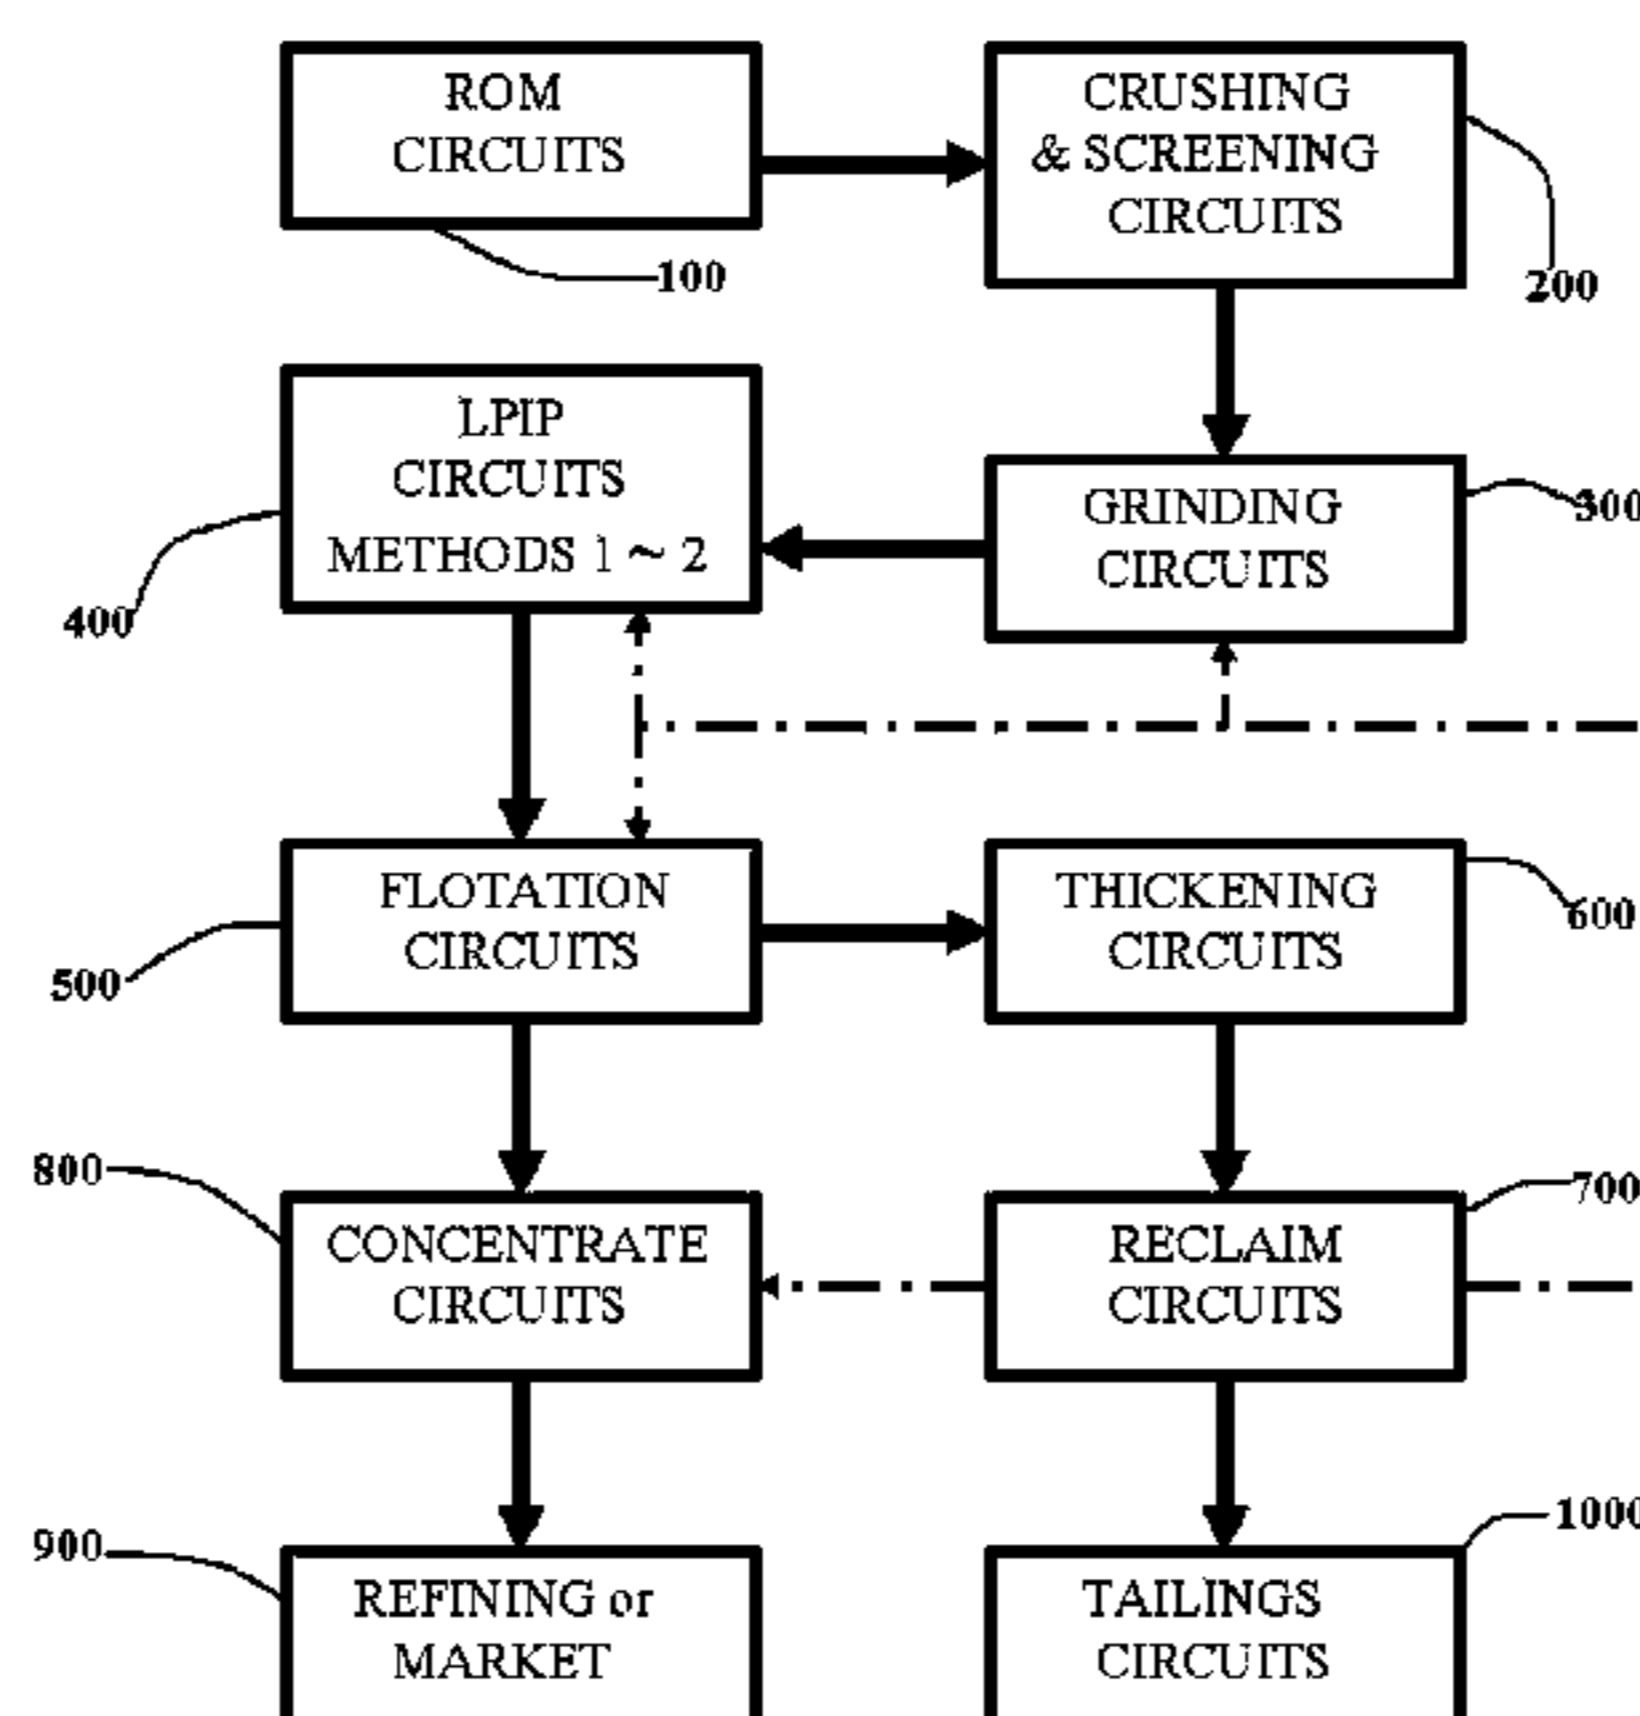 ROM
CIRCUITS
100
CRUSHING
& SCREENING
CIRCUITS
200
LPIP
CIRCUITS
METHODS 1 ~ 2
400
GRINDING
CIRCUITS
300
FLOTATION
CIRCUITS
500
THICKENING
CIRCUITS
600
800
CONCENTRATE
CIRCUITS
RECLAIM
CIRCUITS
700
900
REFINING or
MARKET
TAILINGS
CIRCUITS
1000